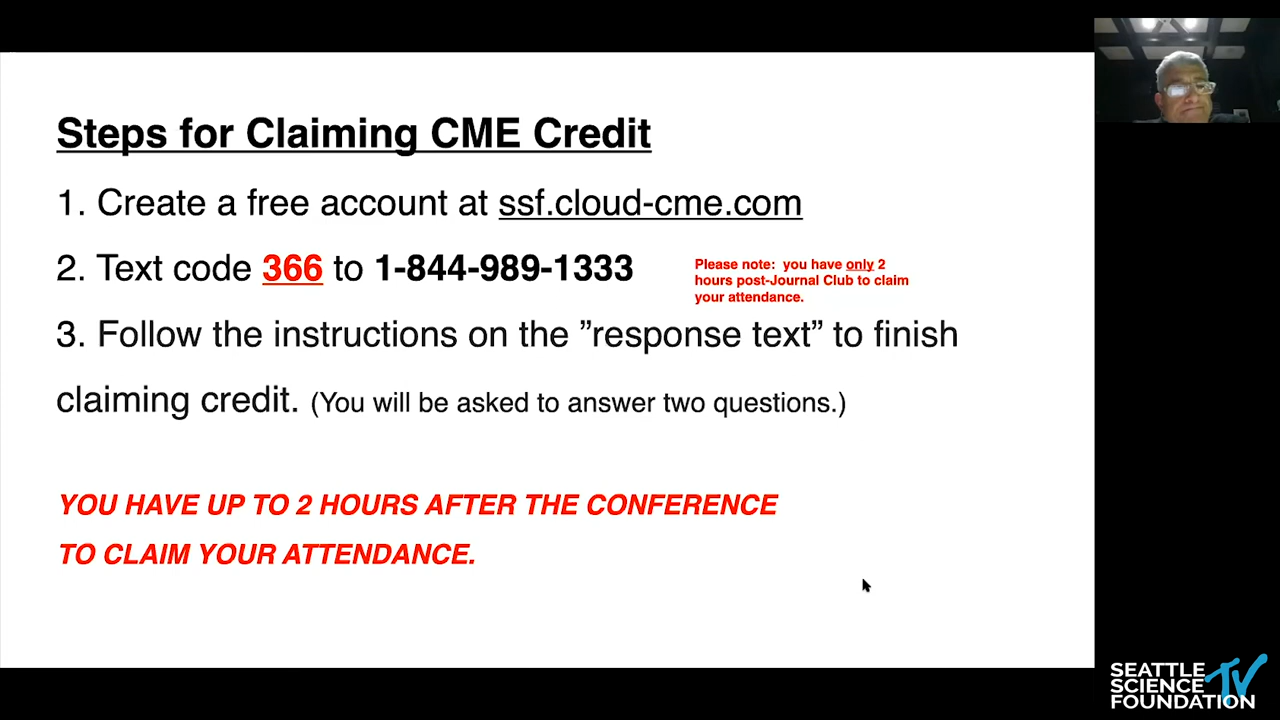 Steps for Claiming CME Credit
1. Create a free account at ssf.cloud-cme.com
2. Text code 366 to 1-844-989-1333
Please note:  you have only 2
hours post-Journal Club to claim
your attendance.
3. Follow the instructions on the ”response text” to finish
claiming credit. (You will be asked to answer two questions.)
YOU HAVE UP TO 2 HOURS AFTER THE CONFERENCE
TO CLAIM YOUR ATTENDANCE.
SEATTLE
SCIENCE
FOUNDATION
TV